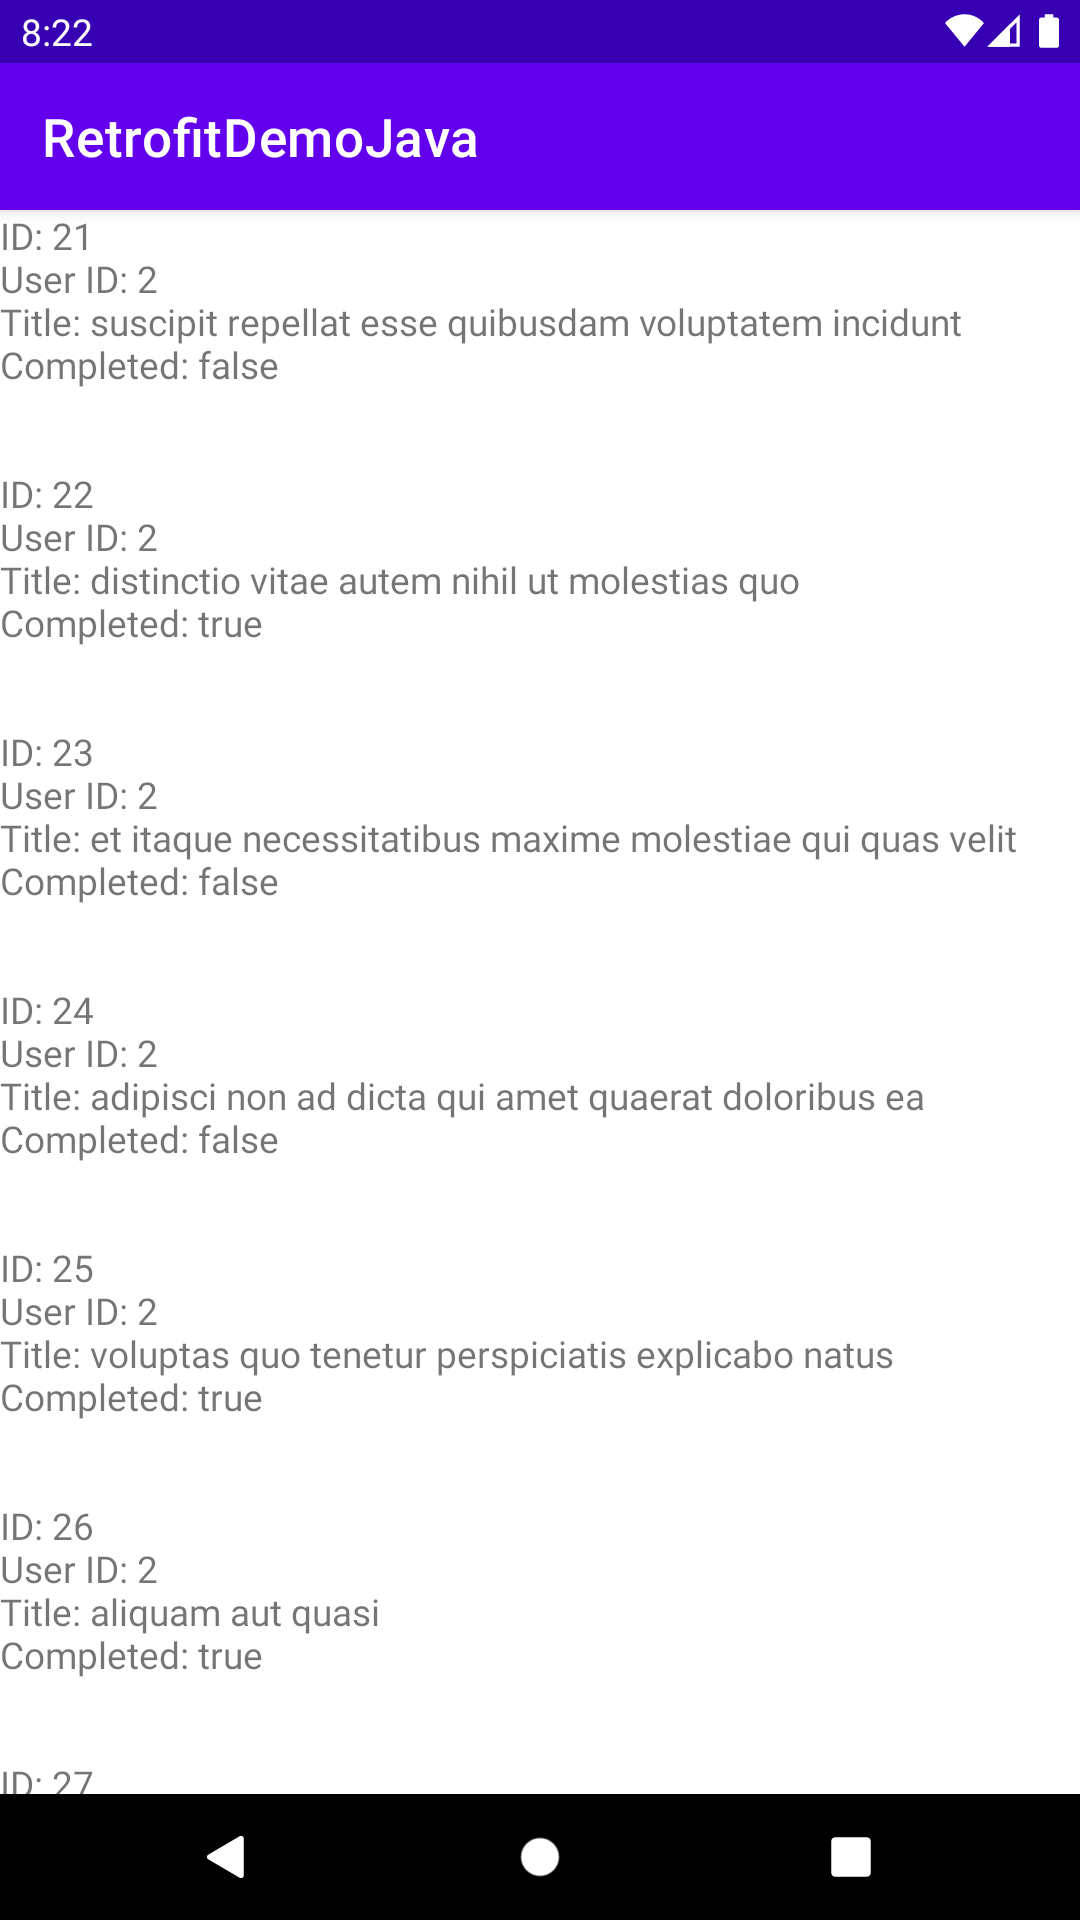 8:22
RetrofitDemoJava
ID: 21
User ID: 2
Title: suscipit repellat esse quibusdam voluptatem incidunt
Completed: false
ID: 22
User ID: 2
Title: distinctio vitae autem nihil ut molestias quo
Completed: true
ID: 23
User ID: 2
Title: et itaque necessitatibus maxime molestiae qui quas velit
Completed: false
ID: 24
User ID: 2
Title: adipisci non ad dicta qui amet quaerat doloribus ea
Completed: false
ID: 25
User ID: 2
Title: voluptas quo tenetur perspiciatis explicabo natus
Completed: true
ID: 26
User ID: 2
Title: aliquam aut quasi
Completed: true
ID: 27